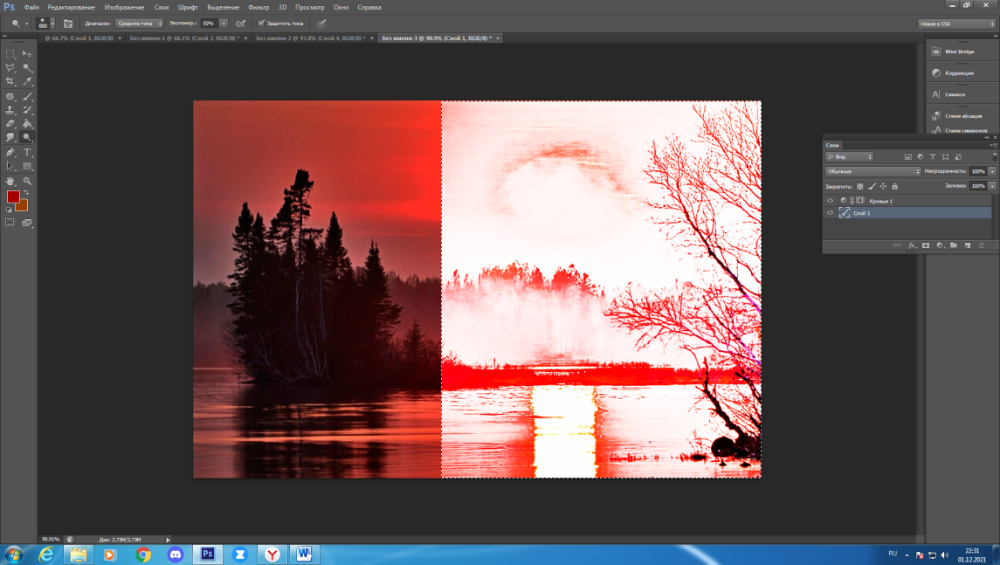 Ps Файл Редактирование Изображение Слои Шрифт Выделение Фильтр 3D Просмотр Окно Справка
800 Диапазон: Средние тона Экспонир.: 50% Защитить тона Новое в CS6
@ 66.7% (Слой 1, RGB/8) × Без имени-1 @ 66.1% (Слой 3, RGB/8) * × Без имени-2 @ 93.8% (Слой 4, RGB/8) * × Без имени-3 @ 90.9% (Слой 1, RGB/8) * ×
Mini Bridge
Коррекция
Символ
Стили абзацев
Стили символов
Слои
Вид
Обычные Непрозрачность: 100%
Закрепить: Заливка: 100%
Кривые 1
Слой 1
fx
90.91% Док: 2.73M/2.73M
Ps W RU 22:31
01.12.2021